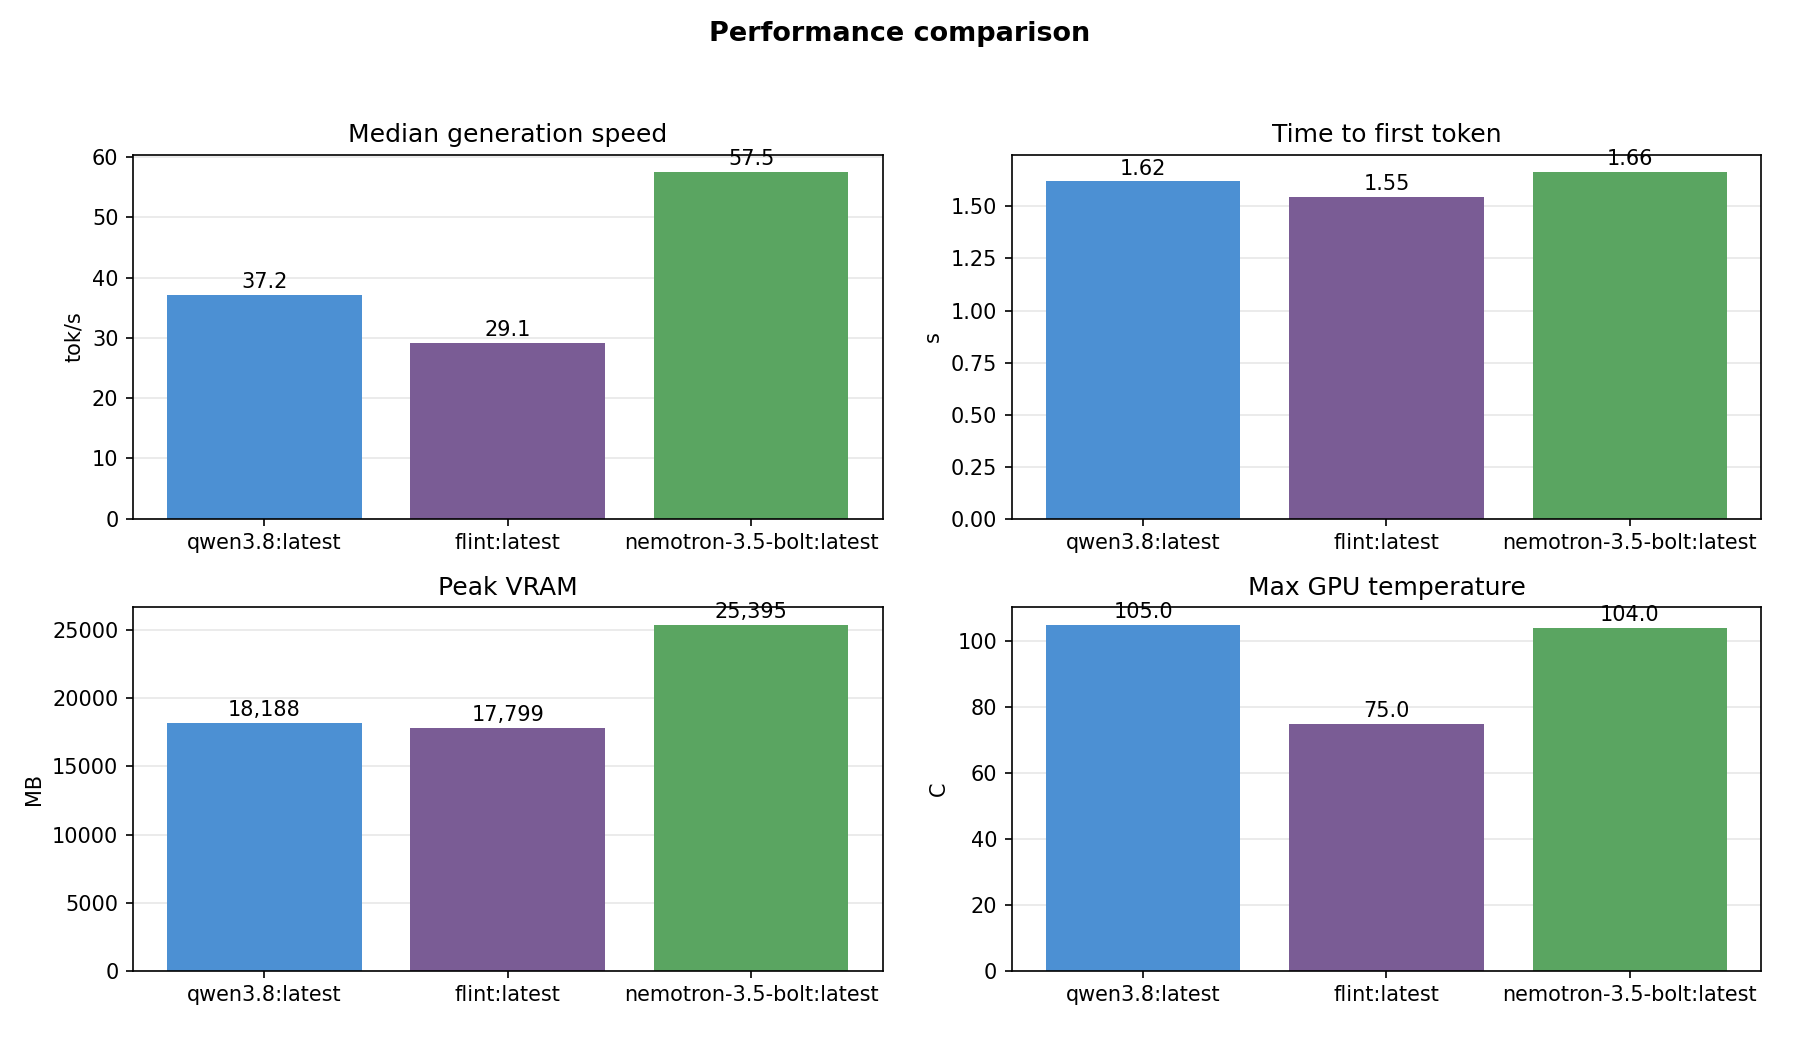 Performance comparison
Median generation speed
tok/s
60
50
40
30
20
10
0
37.2
29.1
57.5
qwen3.8:latest
flint:latest
nemotron-3.5-bolt:latest
Time to first token
s
1.50
1.25
1.00
0.75
0.50
0.25
0.00
1.62
1.55
1.66
qwen3.8:latest
flint:latest
nemotron-3.5-bolt:latest
Peak VRAM
MB
25000
20000
15000
10000
5000
0
18,188
17,799
25,395
qwen3.8:latest
flint:latest
nemotron-3.5-bolt:latest
Max GPU temperature
C
100
80
60
40
20
0
105.0
75.0
104.0
qwen3.8:latest
flint:latest
nemotron-3.5-bolt:latest